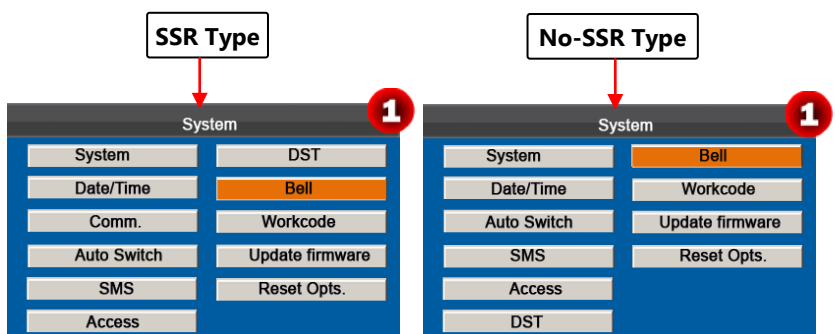 SSR Type
No-SSR Type
1
System
System DST
Date/Time Bell
Comm. Workcode
Auto Switch Update firmware
SMS Reset Opts.
Access
1
System
System Bell
Date/Time Workcode
Auto Switch Update firmware
SMS Reset Opts.
Access
DST